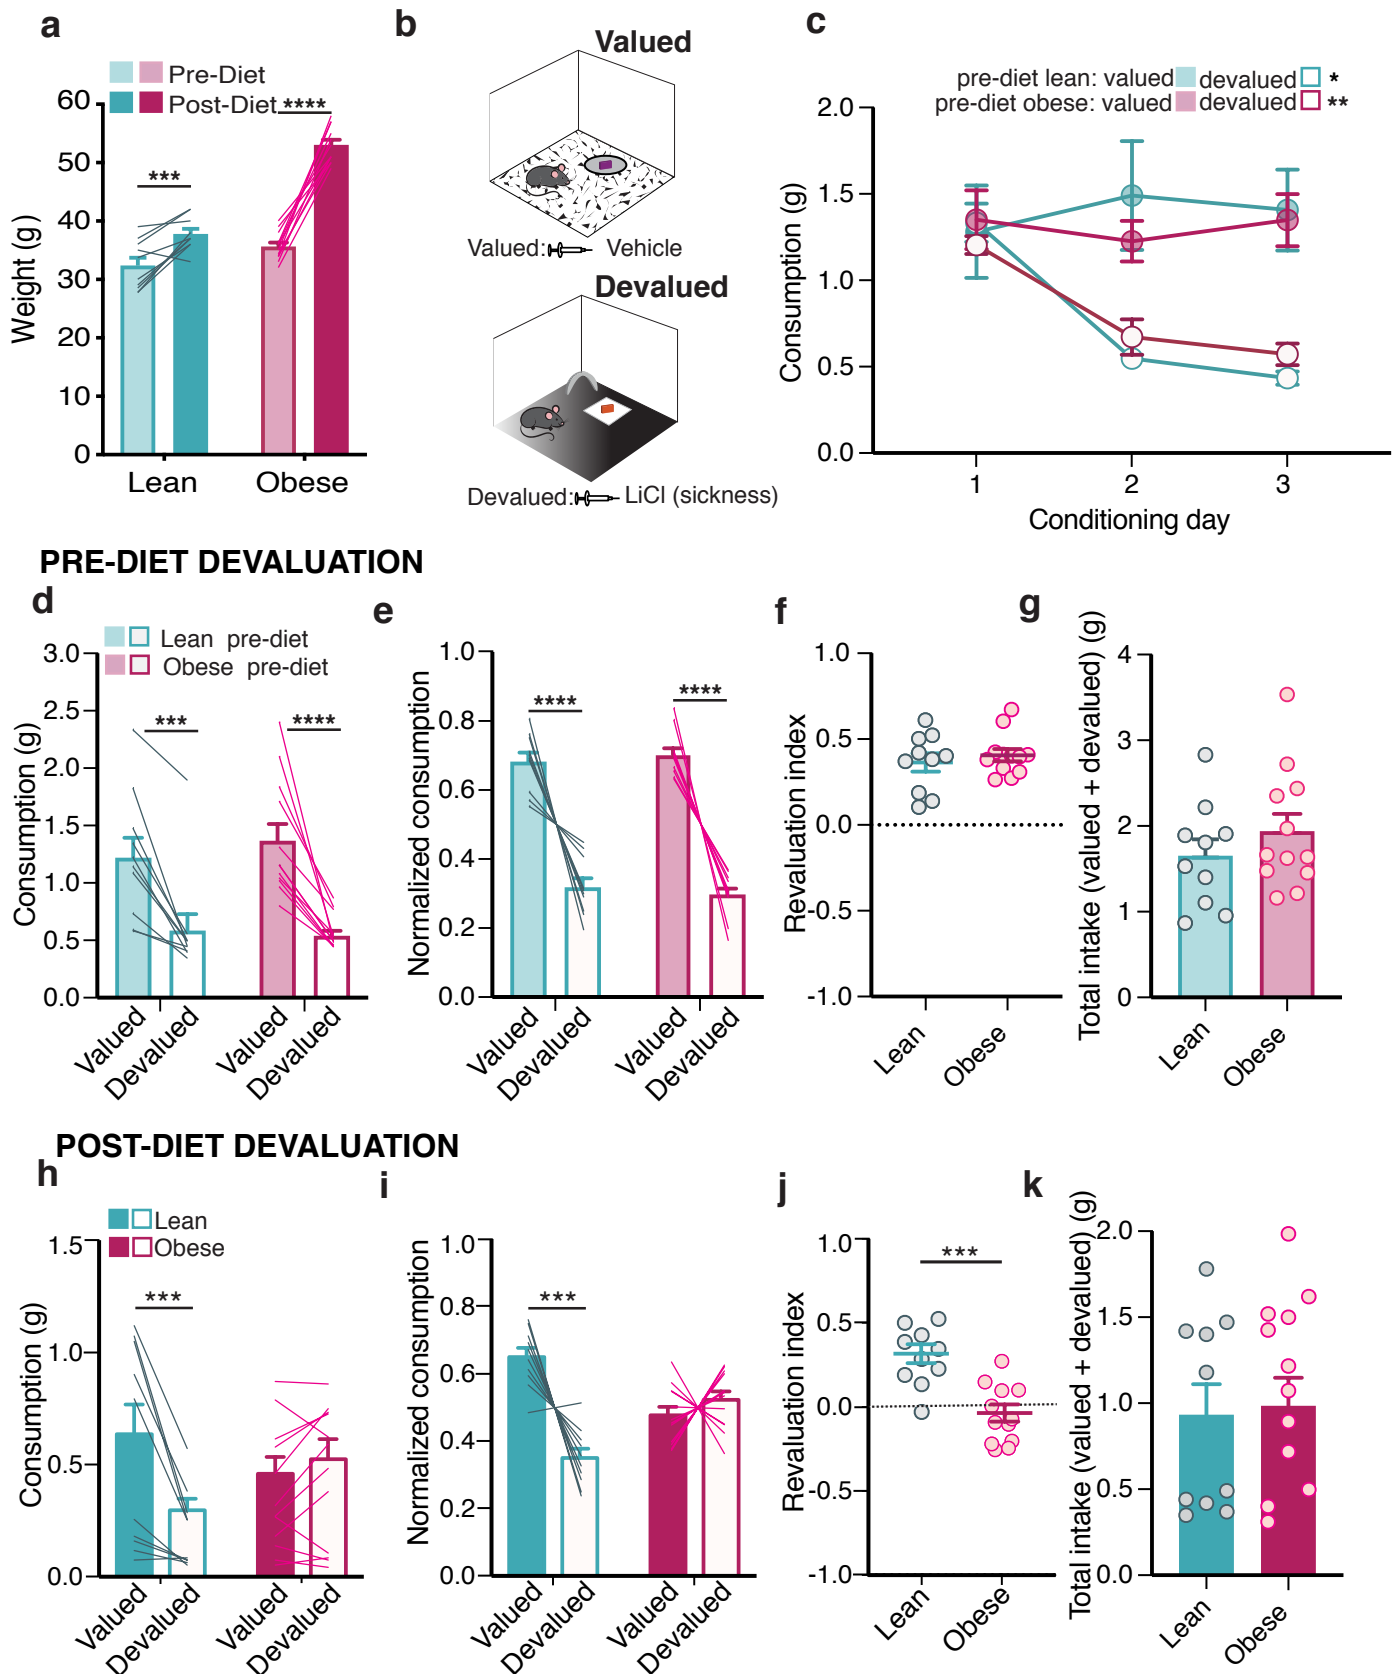 a
Pre-Diet
Post-Diet
****
***
60
50
40
30
20
10
0
Weight (g)
Lean
Obese
b
Valued
Valued: Vehicle
Devalued
Devalued: LiCl (sickness)
c
pre-diet lean: valued devalued *
pre-diet obese: valued devalued **
2.0
1.5
1.0
0.5
0.0
Consumption (g)
1
2
3
Conditioning day
PRE-DIET DEVALUATION
d
Lean pre-diet
Obese pre-diet
3.0
2.5
2.0
1.5
1.0
0.5
0.0
Consumption (g)
***
****
Valued
Devalued
Valued
Devalued
e
1.0
0.8
0.6
0.4
0.2
0.0
Normalized consumption
****
****
Valued
Devalued
Valued
Devalued
f
1.0
0.5
0.0
-0.5
-1.0
Revaluation index
Lean
Obese
g
4
3
2
1
0
Total intake (valued + devalued) (g)
Lean
Obese
POST-DIET DEVALUATION
h
Lean
Obese
1.5
1.0
0.5
0.0
Consumption (g)
***
Valued
Devalued
Valued
Devalued
i
1.0
0.8
0.6
0.4
0.2
0.0
Normalized consumption
***
Valued
Devalued
Valued
Devalued
j
1.0
0.5
0.0
-0.5
-1.0
Revaluation index
***
Lean
Obese
k
2.0
1.5
1.0
0.5
0.0
Total intake (valued + devalued) (g)
Lean
Obese